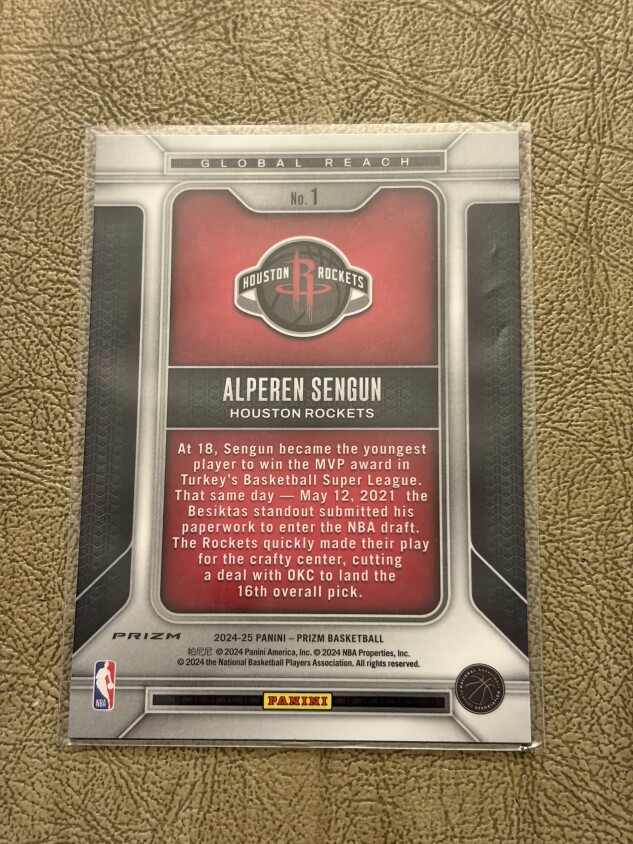 GLOBAL REACH
No. 1
HOUSTON ROCKETS
ALPEREN SENGUN
HOUSTON ROCKETS
At 18, Sengun became the youngest
player to win the MVP award in
Turkey's Basketball Super League.
That same day — May 12, 2021 the
Besiktas standout submitted his
paperwork to enter the NBA draft.
The Rockets quickly made their play
for the crafty center, cutting
a deal with OKC to land the
16th overall pick.
PRIZM
2024-25 PANINI – PRIZM BASKETBALL
帕尼尼 © 2024 Panini America, Inc. © 2024 NBA Properties, Inc.
© 2024 the National Basketball Players Association. All rights reserved.
NBA
PANINI